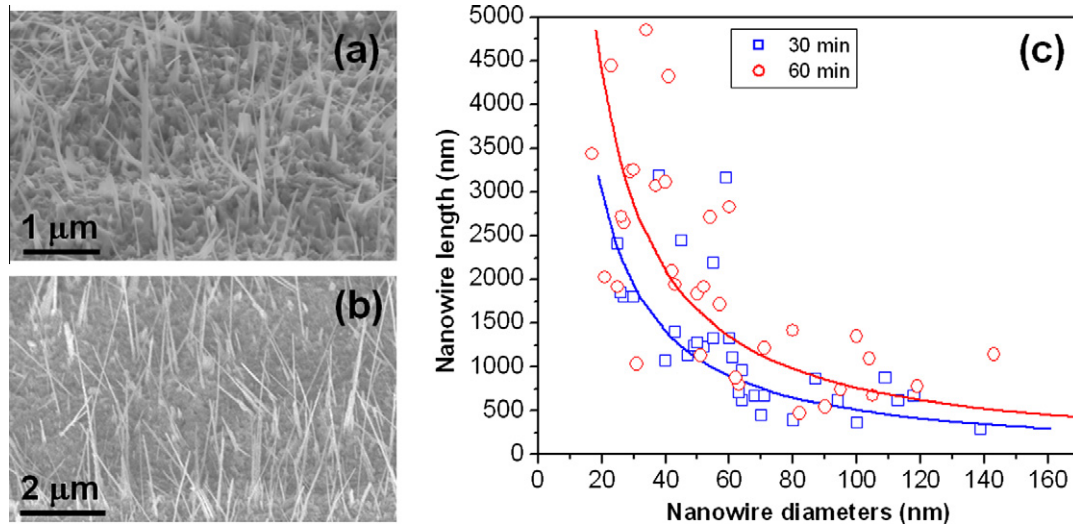 (a)
1 μm
(b)
2 μm
(c)
30 min
60 min
5000
4500
4000
3500
3000
2500
2000
1500
1000
500
0
0 20 40 60 80 100 120 140 160
Nanowire length (nm)
Nanowire diameters (nm)